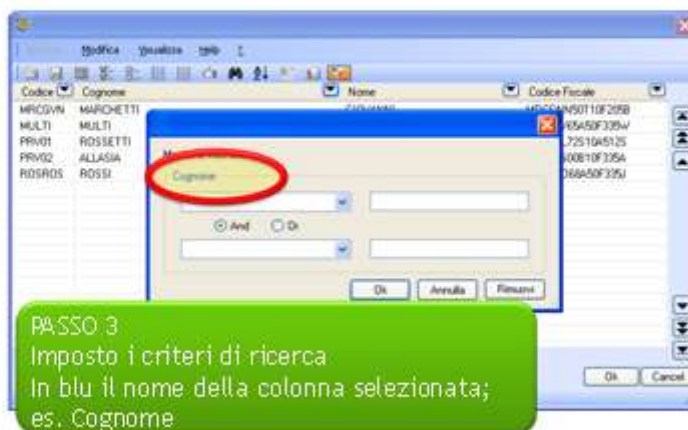 Modifica Visualizza Help ?
Codice Cognome Nome Codice Fiscale
MRCGVN MARCHETTI
MULTI MULTI
PRV01 ROSSETTI
PRV02 ALLASIA
ROSROS ROSSI
Cognome
And Or
Ok Annulla Rimuovi
PASSO 3
Imposto i criteri di ricerca
In blu il nome della colonna selezionata;
es. Cognome
Ok Cancel